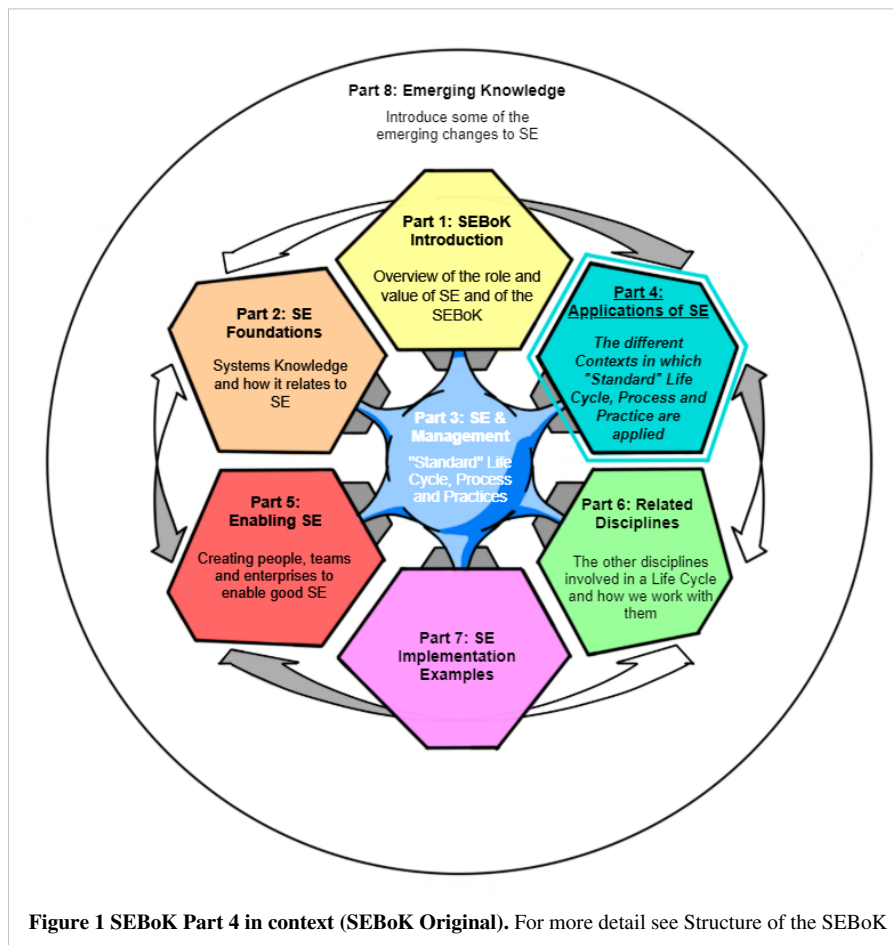 Part 8: Emerging Knowledge
Introduce some of the
emerging changes to SE
Part 1: SEBoK
Introduction
Overview of the role and
value of SE and of the
SEBoK
Part 2: SE
Foundations
Systems Knowledge
and how it relates to
SE
Part 4:
Applications of SE
The different
Contexts in which
"Standard" Life
Cycle, Process and
Practice are
applied
Part 3: SE &
Management
"Standard" Life
Cycle, Process
and Practices
Part 5:
Enabling SE
Creating people, teams
and enterprises to
enable good SE
Part 6: Related
Disciplines
The other disciplines
involved in a Life Cycle
and how we work with
them
Part 7: SE
Implementation
Examples
Figure 1 SEBoK Part 4 in context (SEBoK Original). For more detail see Structure of the SEBoK